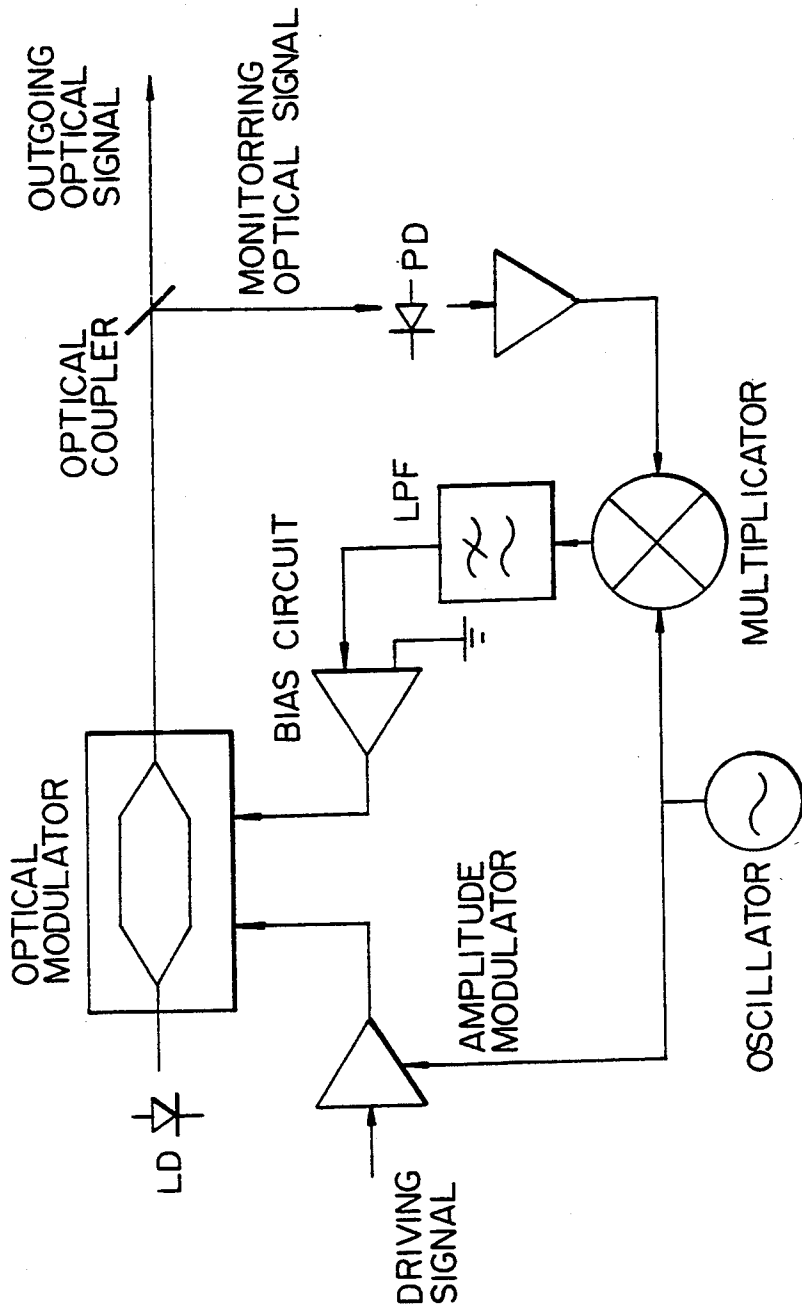 OUTGOING
OPTICAL
SIGNAL
OPTICAL
COUPLER
MONITORRING
OPTICAL SIGNAL
OPTICAL
MODULATOR
LD
PD
LPF
BIAS CIRCUIT
AMPLITUDE
MODULATOR
DRIVING
SIGNAL
MULTIPLICATOR
OSCILLATOR